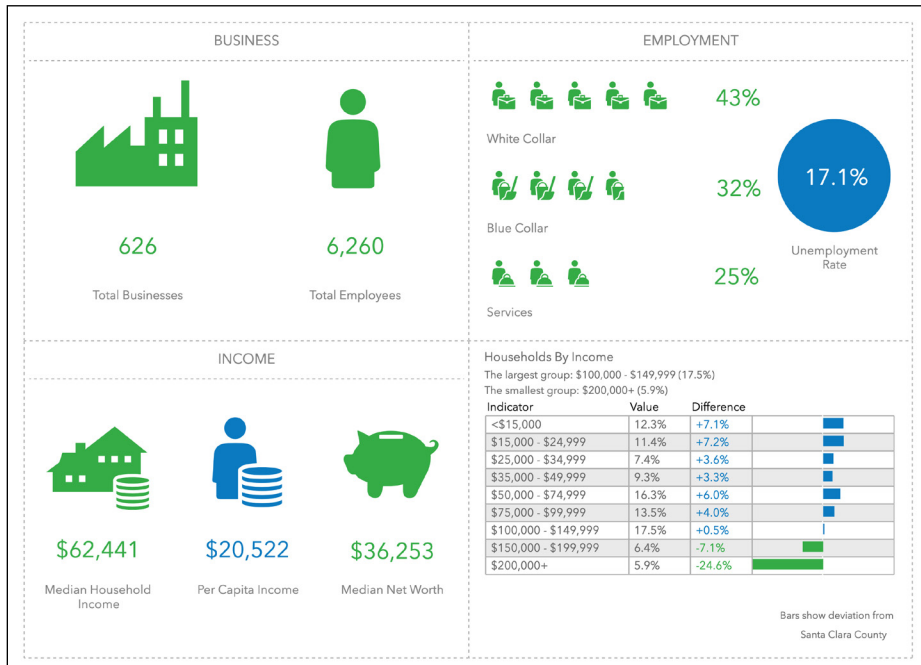 BUSINESS
626
Total Businesses
6,260
Total Employees
EMPLOYMENT
43%
White Collar
32%
Blue Collar
25%
Services
17.1%
Unemployment
Rate
INCOME
$62,441
Median Household
Income
$20,522
Per Capita Income
$36,253
Median Net Worth
Households By Income
The largest group: $100,000 - $149,999 (17.5%)
The smallest group: $200,000+ (5.9%)
Indicator Value Difference
<$15,000 12.3% +7.1%
$15,000 - $24,999 11.4% +7.2%
$25,000 - $34,999 7.4% +3.6%
$35,000 - $49,999 9.3% +3.3%
$50,000 - $74,999 16.3% +6.0%
$75,000 - $99,999 13.5% +4.0%
$100,000 - $149,999 17.5% +0.5%
$150,000 - $199,999 6.4% -7.1%
$200,000+ 5.9% -24.6%
Bars show deviation from
Santa Clara County